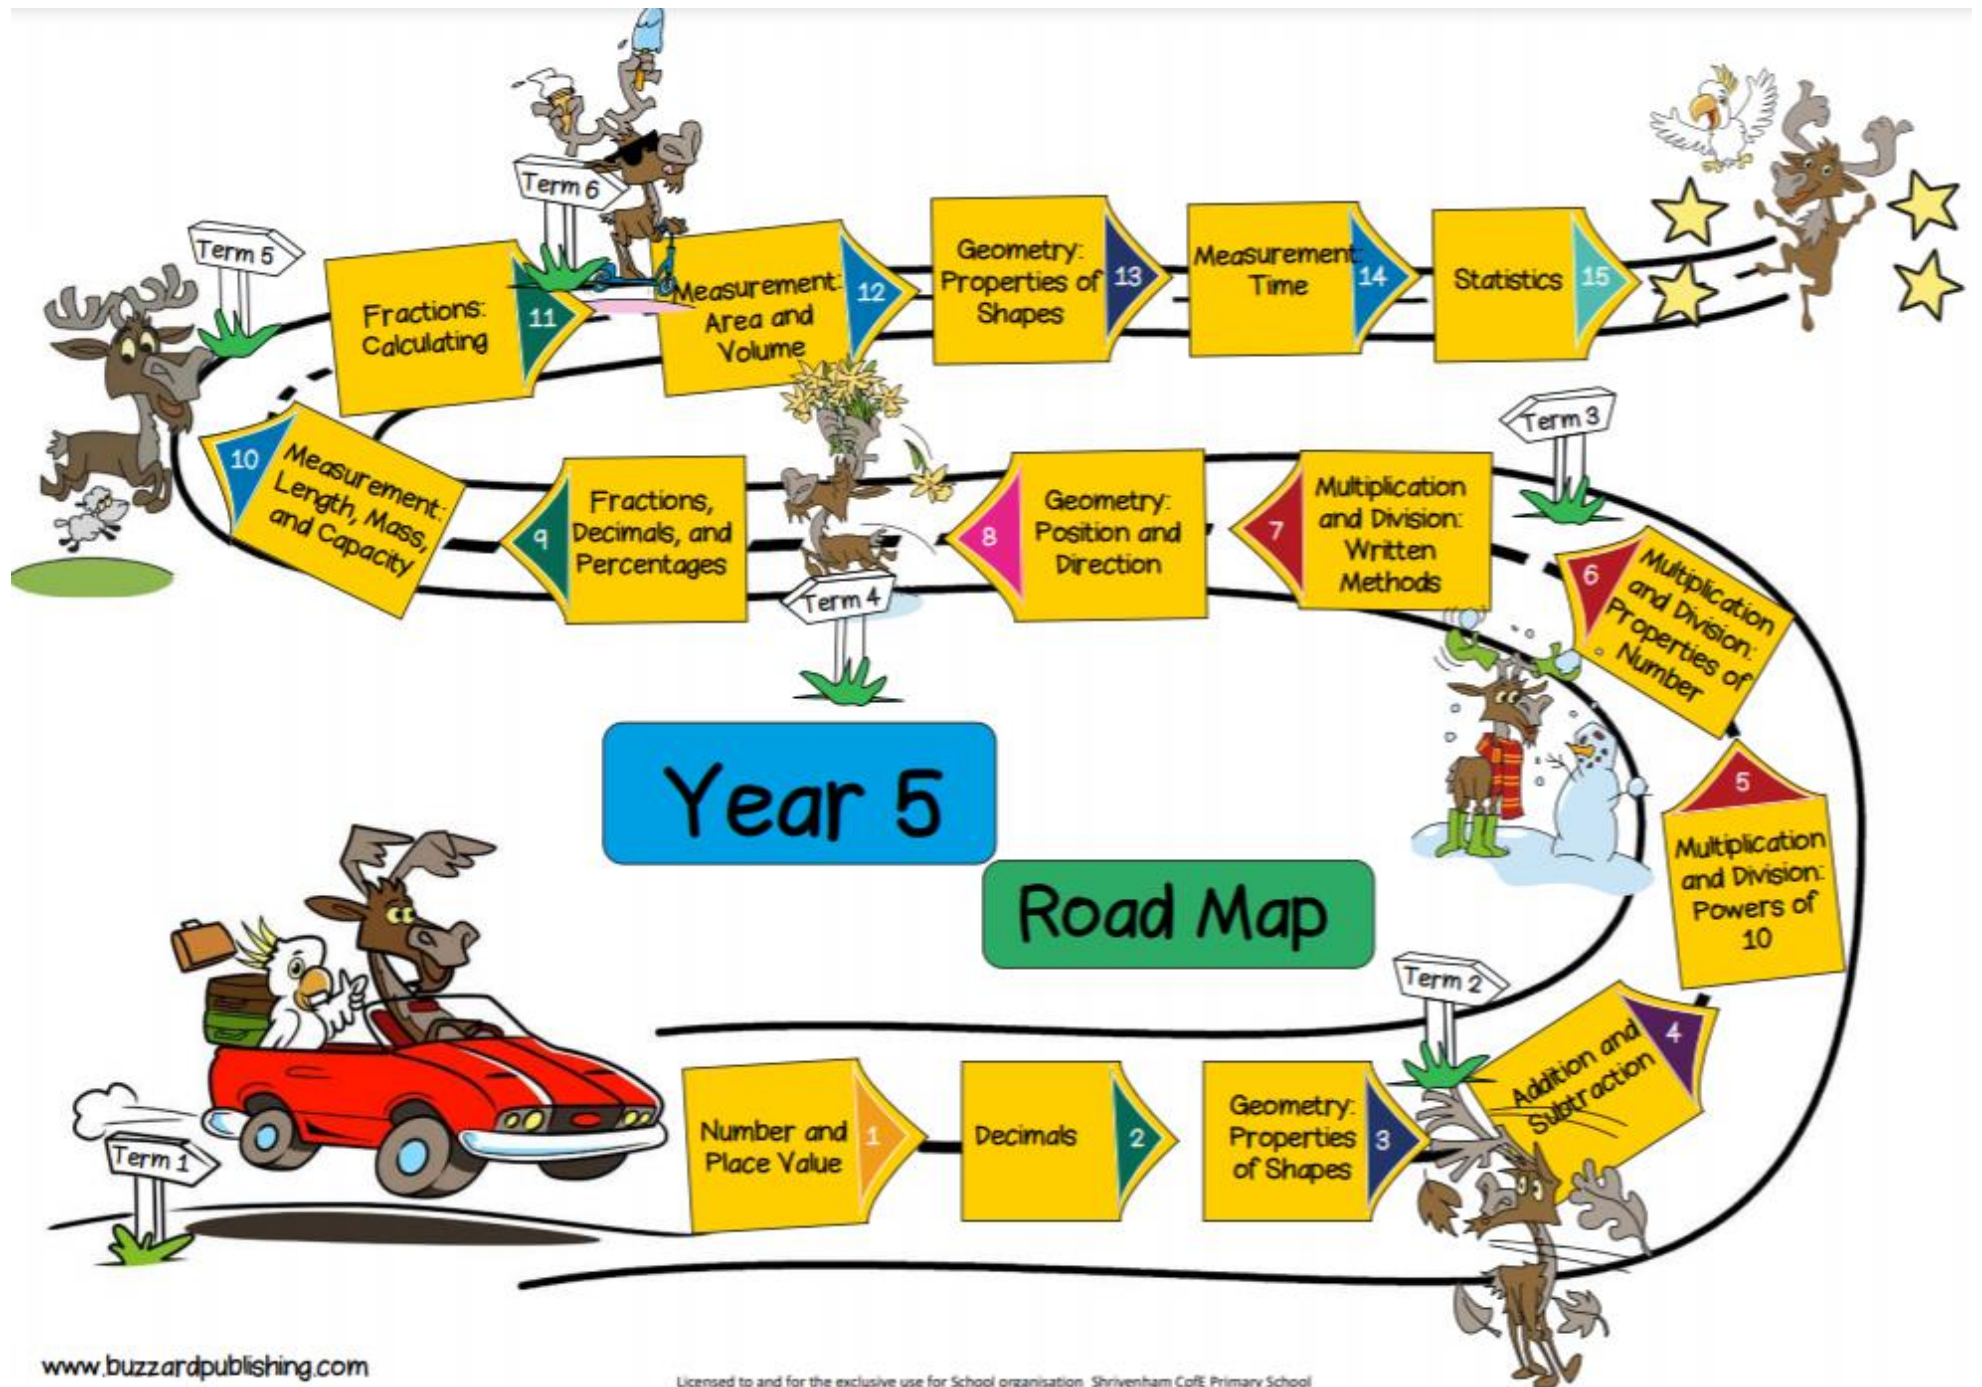 Term 6
Term 5
Fractions:
Calculating
11
Measurement:
Area and
Volume
12
Geometry:
Properties of
Shapes
13
Measurement:
Time
14
Statistics
15
Term 3
10
Measurement:
Length, Mass,
and Capacity
9
Fractions,
Decimals, and
Percentages
Term 4
8
Geometry:
Position and
Direction
7
Multiplication
and Division:
Written
Methods
6
Multiplication
and Division:
Properties of
Number
5
Multiplication
and Division:
Powers of
10
Year 5
Road Map
Term 2
Term 1
Number and
Place Value
1
Decimals
2
Geometry:
Properties
of Shapes
3
Addition and
Subtraction
4
www.buzzardpublishing.com
Licensed to and for the exclusive use for School organisation Shrivenham CofE Primary School